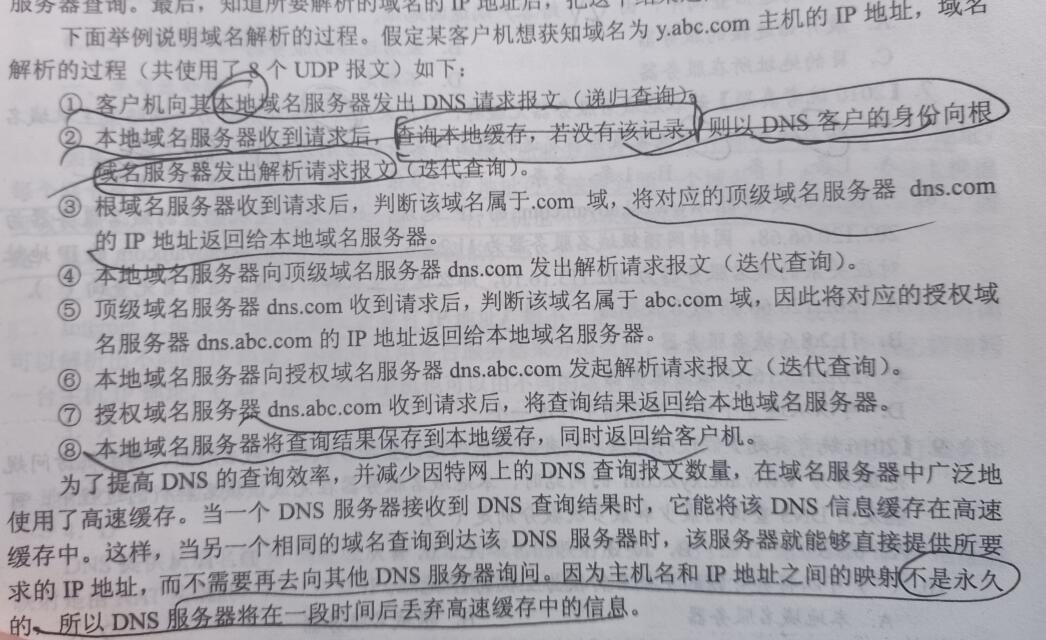 服务器查询。最后，知道所要解析的域名的 IP 地址后，把这
下面举例说明域名解析的过程。假定某客户机想获知域名为 y.abc.com 主机的 IP 地址，域名
解析的过程（共使用了 8 个 UDP 报文）如下：
① 客户机向其本地域名服务器发出 DNS 请求报文（递归查询）。
② 本地域名服务器收到请求后，查询本地缓存，若没有该记录，则以 DNS 客户的身份向根
域名服务器发出解析请求报文（迭代查询）。
③ 根域名服务器收到请求后，判断该域名属于.com 域，将对应的顶级域名服务器 dns.com
的 IP 地址返回给本地域名服务器。
④ 本地域名服务器向顶级域名服务器 dns.com 发出解析请求报文（迭代查询）。
⑤ 顶级域名服务器 dns.com 收到请求后，判断该域名属于 abc.com 域，因此将对应的授权域
名服务器 dns.abc.com 的 IP 地址返回给本地域名服务器。
⑥ 本地域名服务器向授权域名服务器 dns.abc.com 发起解析请求报文（迭代查询）。
⑦ 授权域名服务器 dns.abc.com 收到请求后，将查询结果返回给本地域名服务器。
⑧ 本地域名服务器将查询结果保存到本地缓存，同时返回给客户机。
为了提高 DNS 的查询效率，并减少因特网上的 DNS 查询报文数量，在域名服务器中广泛地
使用了高速缓存。当一个 DNS 服务器接收到 DNS 查询结果时，它能将该 DNS 信息缓存在高速
缓存中。这样，当另一个相同的域名查询到达该 DNS 服务器时，该服务器就能够直接提供所要
求的 IP 地址，而不需要再去向其他 DNS 服务器询问。因为主机名和 IP 地址之间的映射不是永久
的，所以 DNS 服务器将在一段时间后丢弃高速缓存中的信息。